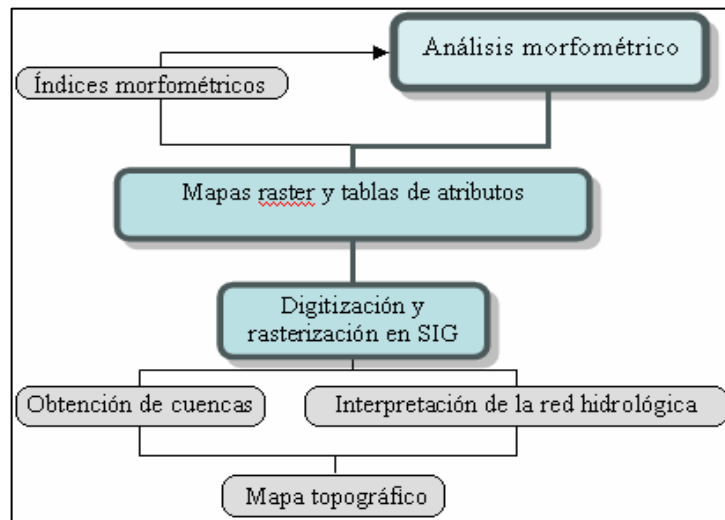 Análisis morfométrico
Índices morfométricos
Mapas raster y tablas de atributos
Digitización y
rasterización en SIG
Obtención de cuencas
Interpretación de la red hidrológica
Mapa topográfico